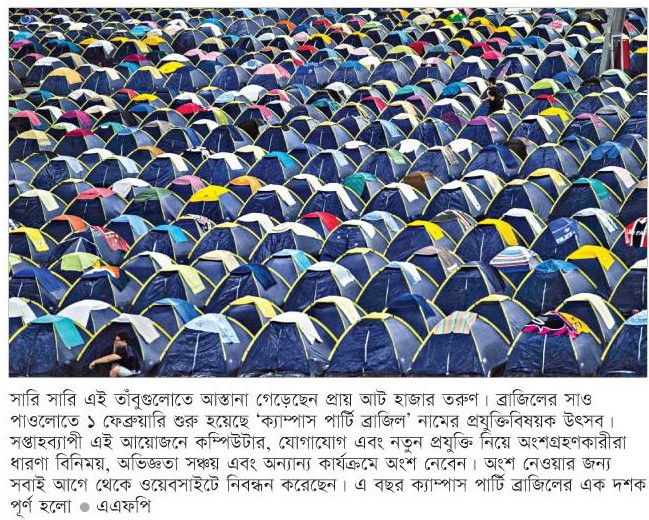 সারি সারি এই তাঁবুগুলোতে আস্তানা গেড়েছেন প্রায় আট হাজার তরুণ। ব্রাজিলের সাও
পাওলোতে ১ ফেব্রুয়ারি শুরু হয়েছে ‘ক্যাম্পাস পার্টি ব্রাজিল’ নামের প্রযুক্তিবিষয়ক উৎসব।
সপ্তাহব্যাপী এই আয়োজনে কম্পিউটার, যোগাযোগ এবং নতুন প্রযুক্তি নিয়ে অংশগ্রহণকারীরা
ধারণা বিনিময়, অভিজ্ঞতা সঞ্চয় এবং অন্যান্য কার্যক্রমে অংশ নেবেন। অংশ নেওয়ার জন্য
সবাই আগে থেকে ওয়েবসাইটে নিবন্ধন করেছেন। এ বছর ক্যাম্পাস পার্টি ব্রাজিলের এক দশক
পূর্ণ হলো ● এএফপি